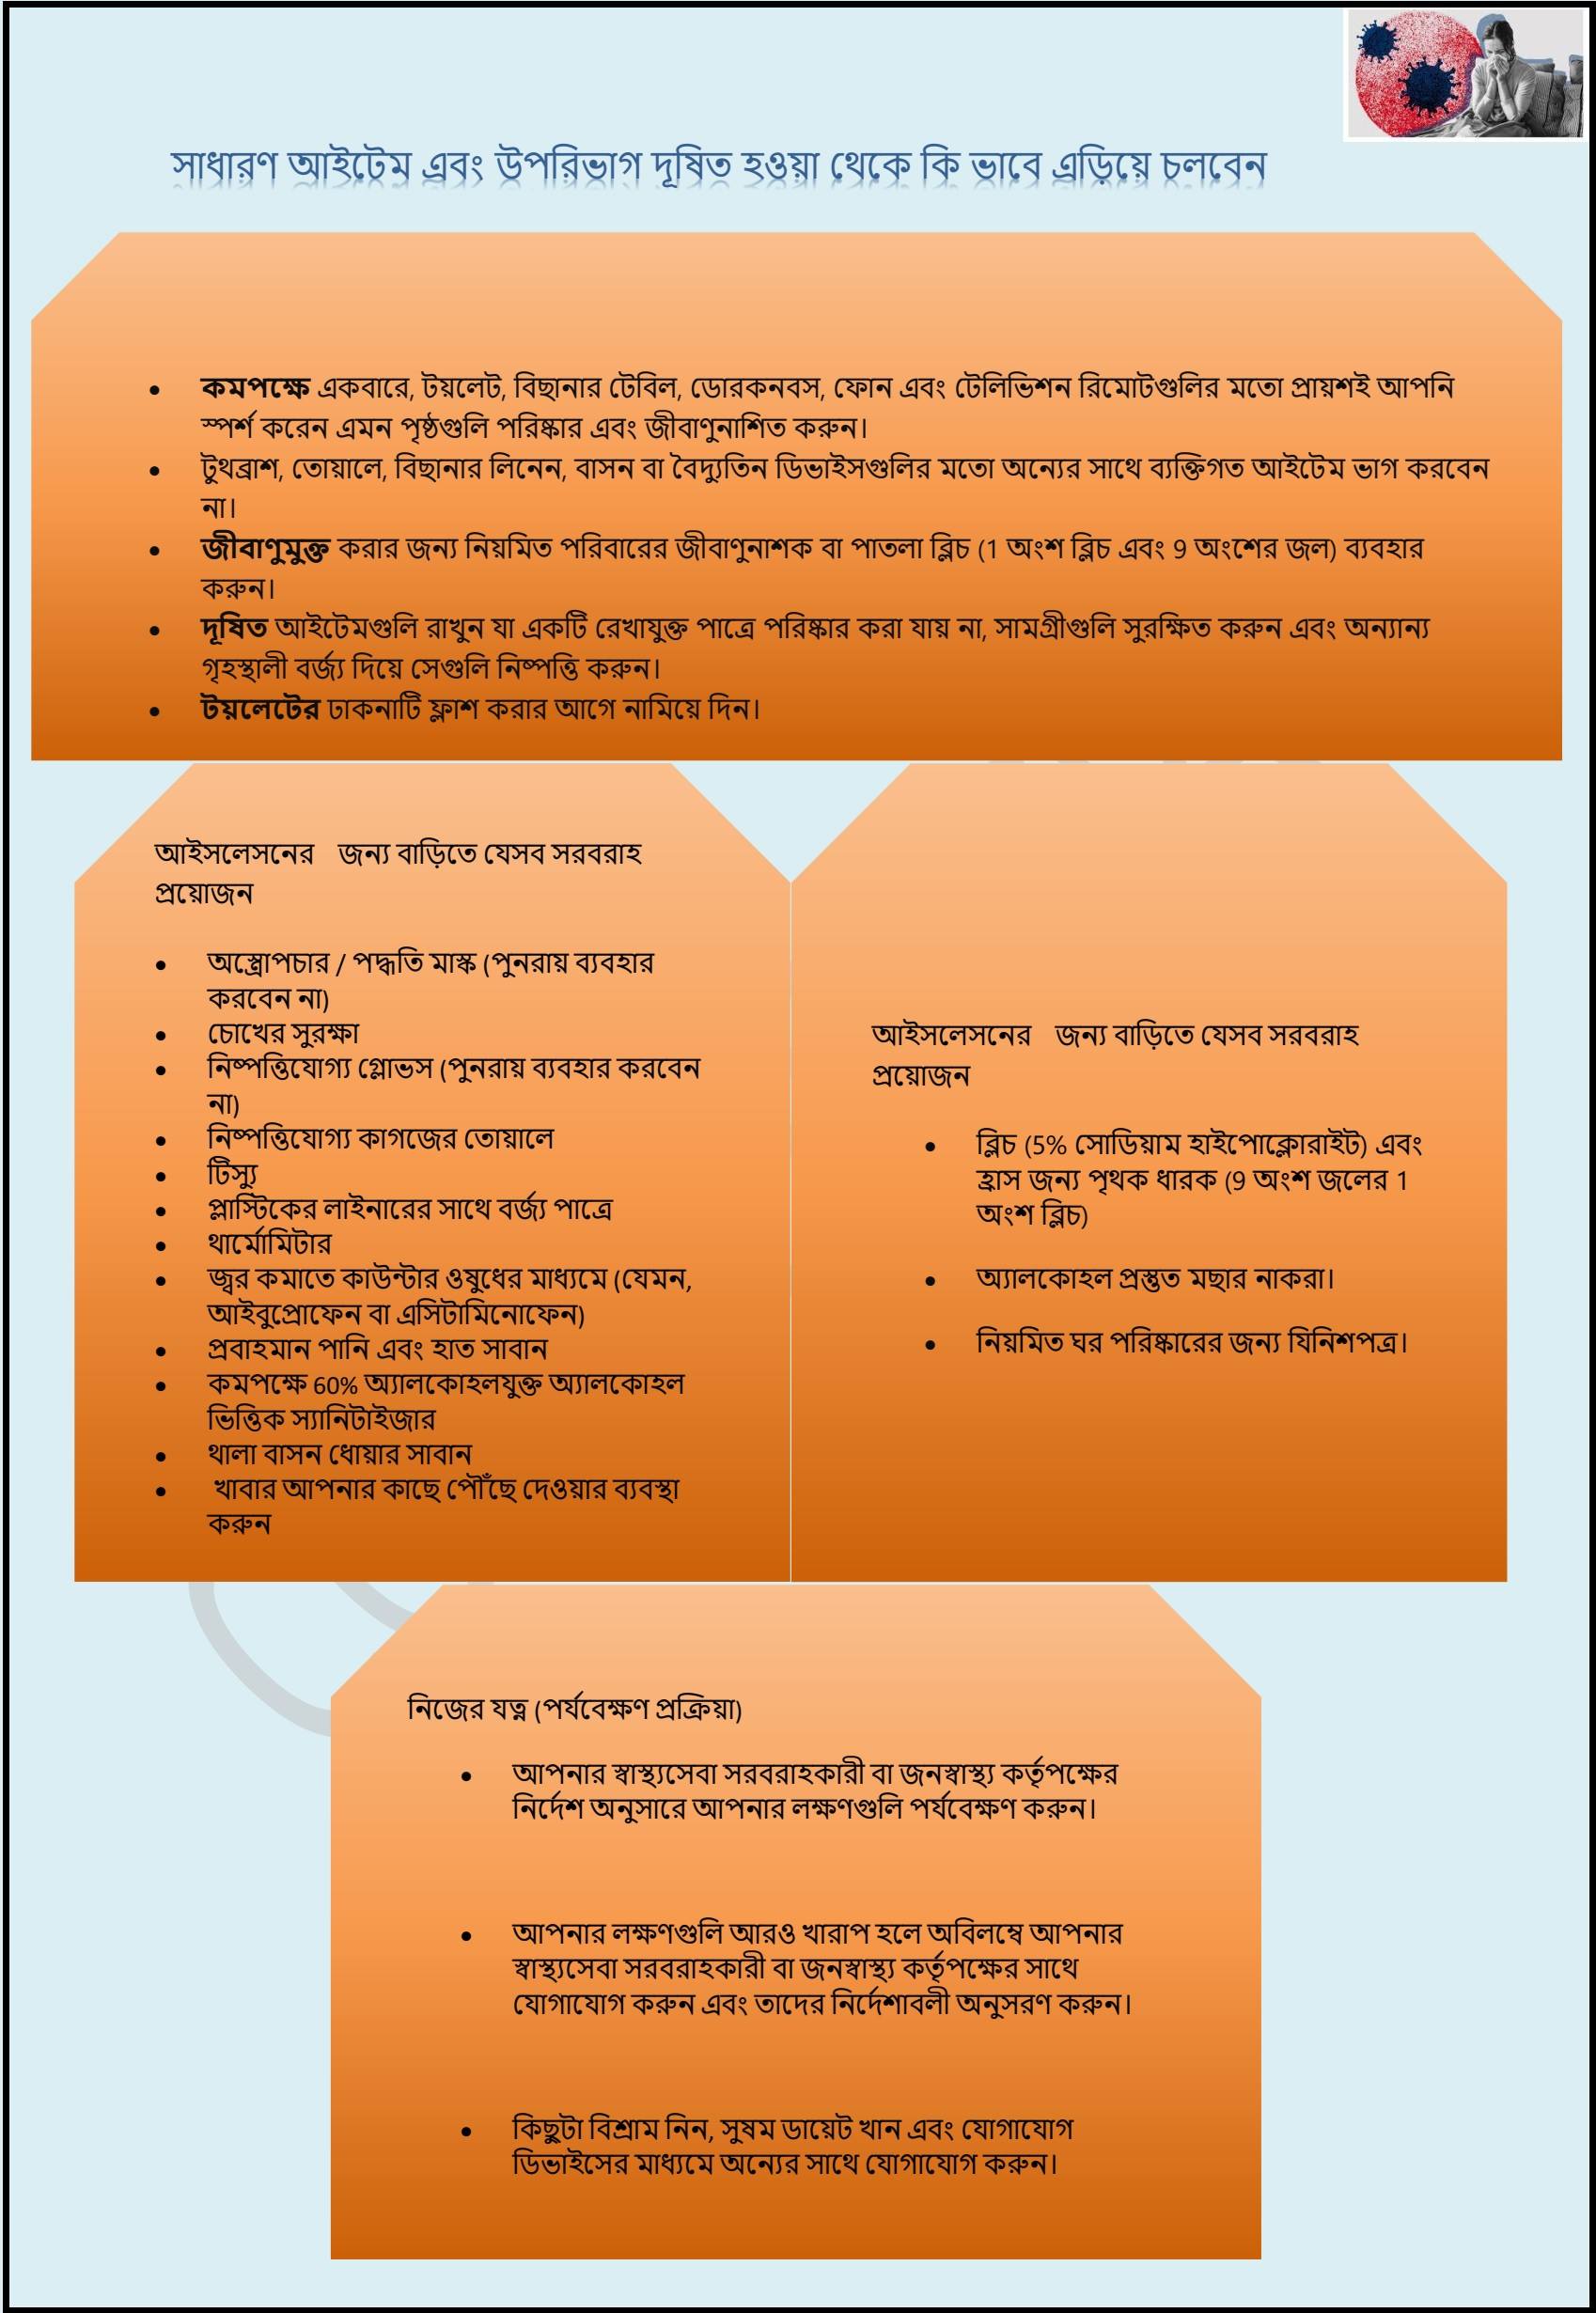 সাধারণ আইটেম এবং উপরিভাগ দূষিত হওয়া থেকে কি ভাবে এড়িয়ে চলবেন
• কমপক্ষে একবারে, টয়লেট, বিছানার টেবিল, ডোরকনবস, ফোন এবং টেলিভিশন রিমোটগুলির মতো প্রায়শই আপনি
স্পর্শ করেন এমন পৃষ্ঠগুলি পরিষ্কার এবং জীবাণুনাশিত করুন।
• টুথব্রাশ, তোয়ালে, বিছানার লিনেন, বাসন বা বৈদ্যুতিন ডিভাইসগুলির মতো অন্যের সাথে ব্যক্তিগত আইটেম ভাগ করবেন
না।
• জীবাণুমুক্ত করার জন্য নিয়মিত পরিবারের জীবাণুনাশক বা পাতলা ব্লিচ (1 অংশ ব্লিচ এবং 9 অংশের জল) ব্যবহার
করুন।
• দূষিত আইটেমগুলি রাখুন যা একটি রেখাযুক্ত পাত্রে পরিষ্কার করা যায় না, সামগ্রীগুলি সুরক্ষিত করুন এবং অন্যান্য
গৃহস্থালী বর্জ্য দিয়ে সেগুলি নিষ্পত্তি করুন।
• টয়লেটের ঢাকনাটি ফ্লাশ করার আগে নামিয়ে দিন।
আইসলেসনের জন্য বাড়িতে যেসব সরবরাহ
প্রয়োজন
• অস্ত্রোপচার / পদ্ধতি মাস্ক (পুনরায় ব্যবহার
করবেন না)
• চোখের সুরক্ষা
• নিষ্পত্তিযোগ্য গ্লোভস (পুনরায় ব্যবহার করবেন
না)
• নিষ্পত্তিযোগ্য কাগজের তোয়ালে
• টিস্যু
• প্লাস্টিকের লাইনারের সাথে বর্জ্য পাত্রে
• থার্মোমিটার
• জ্বর কমাতে কাউন্টার ওষুধের মাধ্যমে (যেমন,
আইবুপ্রোফেন বা এসিটামিনোফেন)
• প্রবাহমান পানি এবং হাত সাবান
• কমপক্ষে 60% অ্যালকোহলযুক্ত অ্যালকোহল
ভিত্তিক স্যানিটাইজার
• থালা বাসন ধোয়ার সাবান
• খাবার আপনার কাছে পৌঁছে দেওয়ার ব্যবস্থা
করুন
আইসলেসনের জন্য বাড়িতে যেসব সরবরাহ
প্রয়োজন
• ব্লিচ (5% সোডিয়াম হাইপোক্লোরাইট) এবং
হ্রাস জন্য পৃথক ধারক (9 অংশ জলের 1
অংশ ব্লিচ)
• অ্যালকোহল প্রস্তুত মছার নাকরা।
• নিয়মিত ঘর পরিষ্কারের জন্য যিনিশপত্র।
নিজের যত্ন (পর্যবেক্ষণ প্রক্রিয়া)
• আপনার স্বাস্থ্যসেবা সরবরাহকারী বা জনস্বাস্থ্য কর্তৃপক্ষের
নির্দেশ অনুসারে আপনার লক্ষণগুলি পর্যবেক্ষণ করুন।
• আপনার লক্ষণগুলি আরও খারাপ হলে অবিলম্বে আপনার
স্বাস্থ্যসেবা সরবরাহকারী বা জনস্বাস্থ্য কর্তৃপক্ষের সাথে
যোগাযোগ করুন এবং তাদের নির্দেশাবলী অনুসরণ করুন।
• কিছুটা বিশ্রাম নিন, সুষম ডায়েট খান এবং যোগাযোগ
ডিভাইসের মাধ্যমে অন্যের সাথে যোগাযোগ করুন।